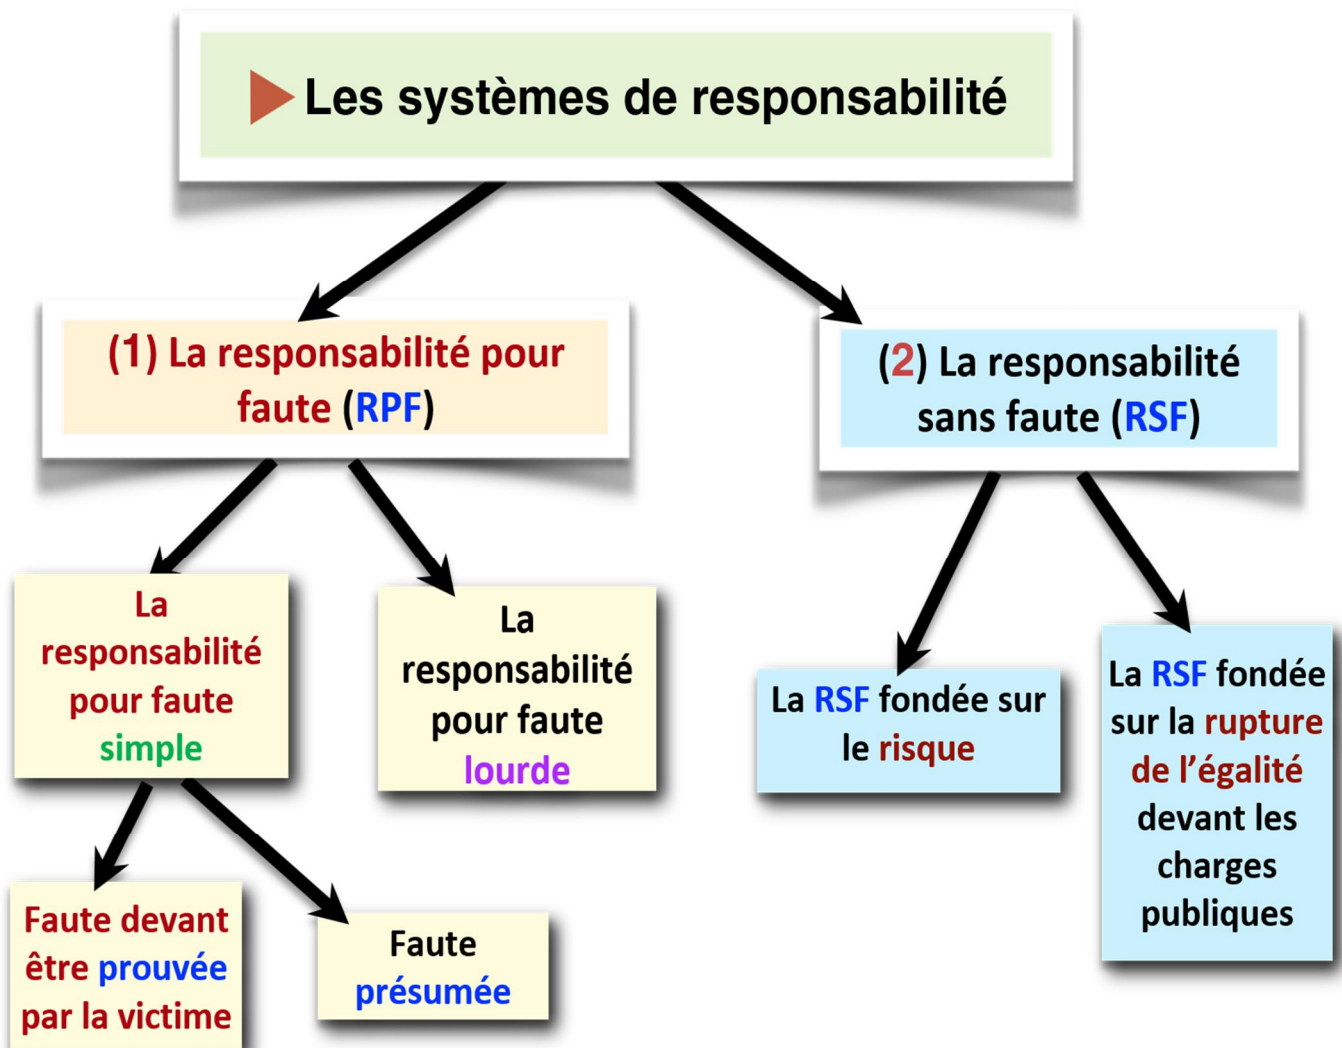 Les systèmes de responsabilité
(1) La responsabilité pour
faute (RPF)
(2) La responsabilité
sans faute (RSF)
La
responsabilité
pour faute
simple
La
responsabilité
pour faute
lourde
La RSF fondée sur
le risque
La RSF fondée
sur la rupture
de l'égalité
devant les
charges
publiques
Faute devant
être prouvée
par la victime
Faute
présumée